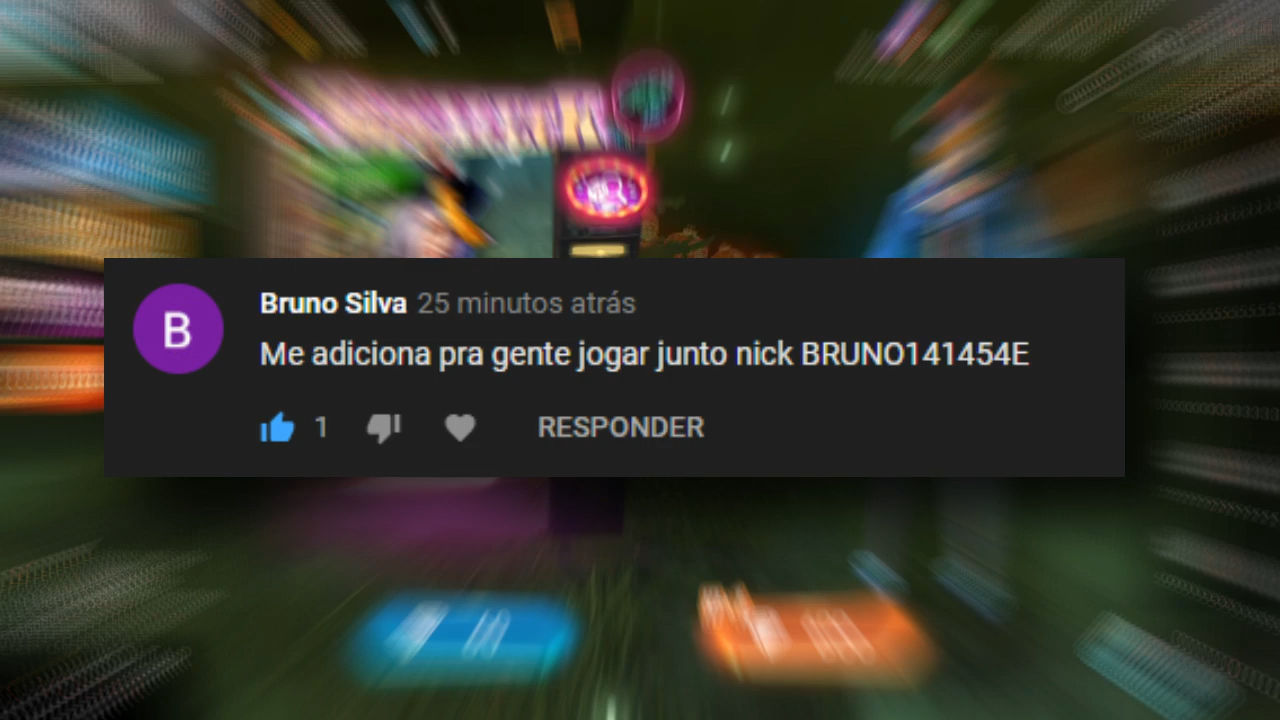 B
Bruno Silva 25 minutos atrás
Me adiciona pra gente jogar junto nick BRUNO141454E
1 RESPONDER